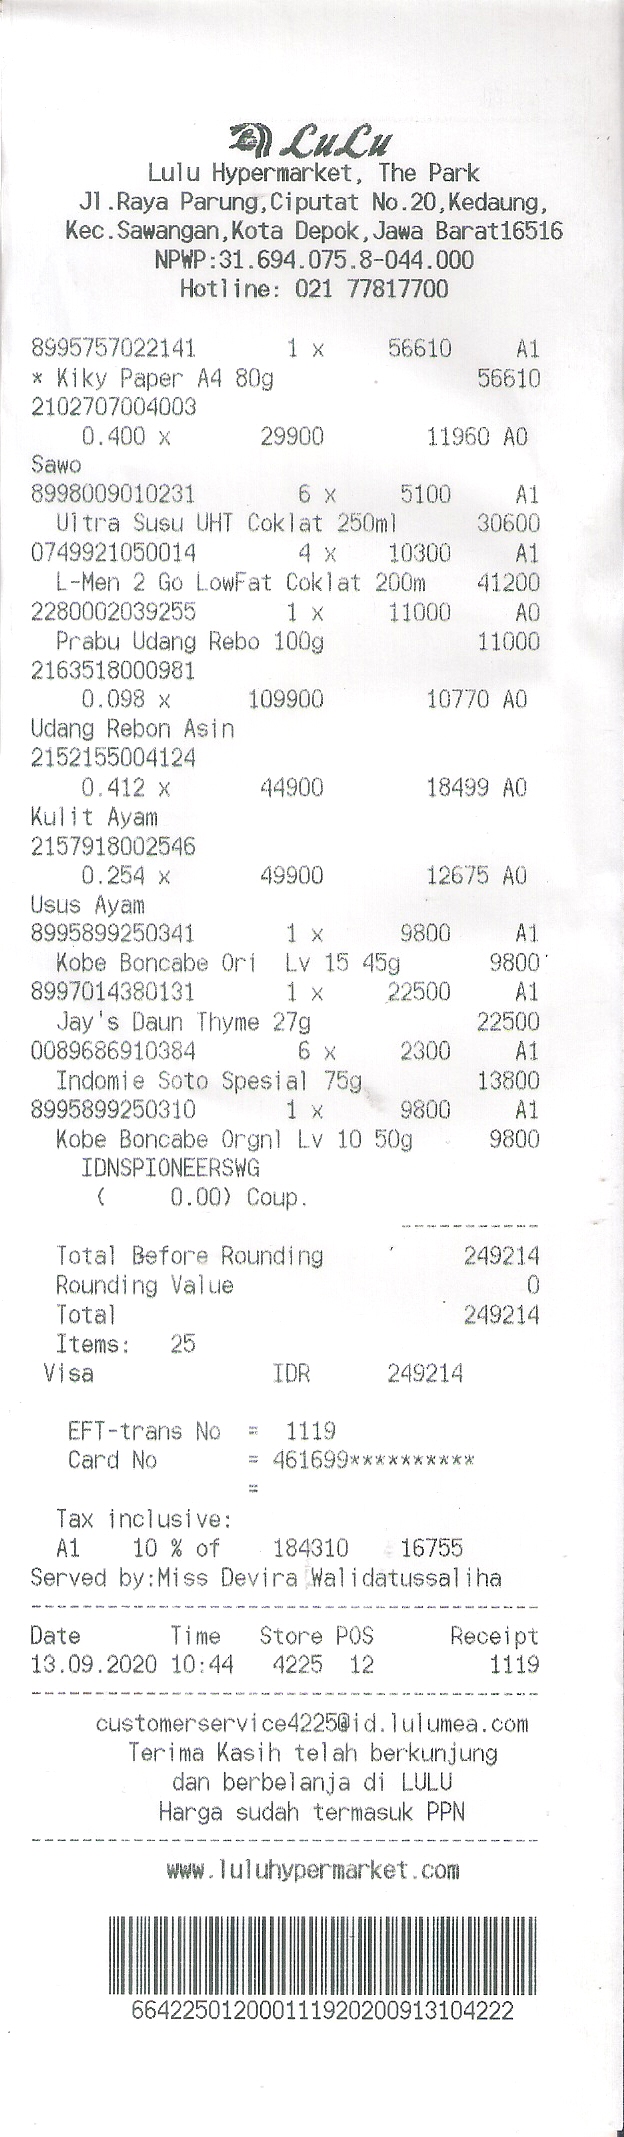 LuLu
Lulu Hypermarket, The Park
Jl.Raya Parung,Ciputat No.20,Kedaung,
Kec.Sawangan,Kota Depok,Jawa Barat16516
NPWP:31.694.075.8-044.000
Hotline: 021 77817700
8995757022141 1 x 56610 A1
* Kiky Paper A4 80g 56610
2102707004003
0.400 x 29900 11960 A0
Sawo
8998009010231 6 x 5100 A1
Ultra Susu UHT Coklat 250ml 30600
0749921050014 4 x 10300 A1
L-Men 2 Go LowFat Coklat 200m 41200
2280002039255 1 x 11000 A0
Prabu Udang Rebo 100g 11000
2163518000981
0.098 x 109900 10770 A0
Udang Rebon Asin
2152155004124
0.412 x 44900 18499 A0
Kulit Ayam
2157918002546
0.254 x 49900 12675 A0
Usus Ayam
8995899250341 1 x 9800 A1
Kobe Boncabe Ori Lv 15 45g 9800
8997014380131 1 x 22500 A1
Jay's Daun Thyme 27g 22500
0089686910384 6 x 2300 A1
Indomie Soto Spesial 75g 13800
8995899250310 1 x 9800 A1
Kobe Boncabe Orgnl Lv 10 50g 9800
IDNSPIONEERSWG
( 0.00) Coup.
------------
Total Before Rounding 249214
Rounding Value 0
Total 249214
Items: 25
Visa IDR 249214
EFT-trans No = 1119
Card No = 461699**********
=
Tax inclusive:
A1 10 % of 184310 16755
Served by:Miss Devira Walidatussaliha
----------------------------------------
Date Time Store POS Receipt
13.09.2020 10:44 4225 12 1119
----------------------------------------
customerservice4225@id.lulumea.com
Terima Kasih telah berkunjung
dan berbelanja di LULU
Harga sudah termasuk PPN
----------------------------------------
www.luluhypermarket.com
6642250120001119202009131​04222